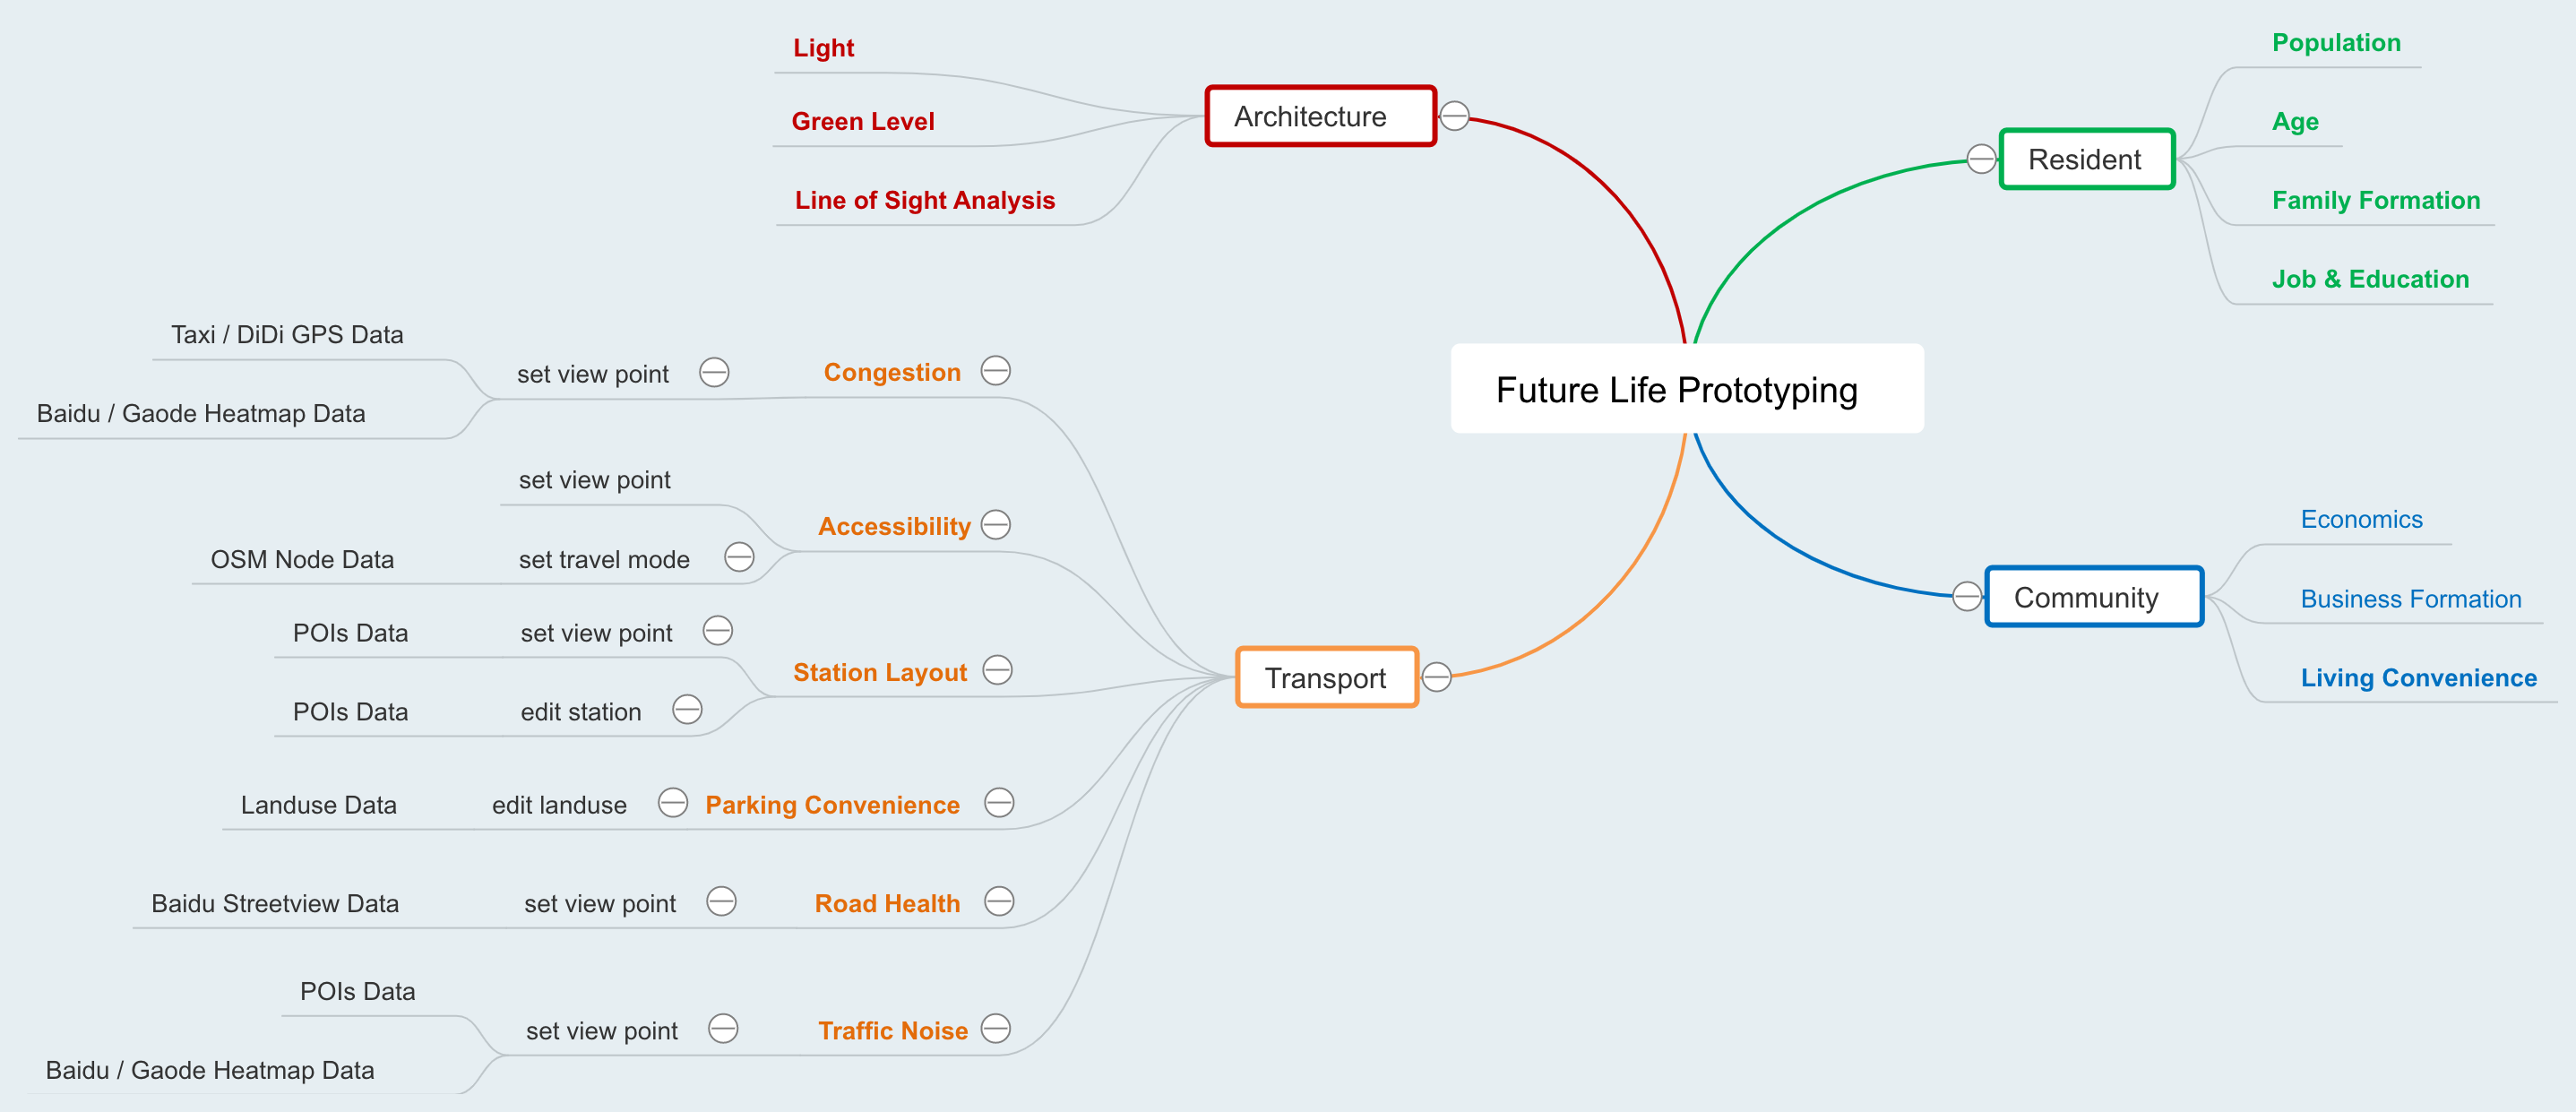 Future Life Prototyping
Architecture
Light
Green Level
Line of Sight Analysis
Resident
Population
Age
Family Formation
Job & Education
Community
Economics
Business Formation
Living Convenience
Transport
Congestion
set view point
Taxi / DiDi GPS Data
Baidu / Gaode Heatmap Data
Accessibility
set view point
set travel mode
OSM Node Data
Station Layout
set view point
POIs Data
edit station
POIs Data
Parking Convenience
edit landuse
Landuse Data
Road Health
set view point
Baidu Streetview Data
Traffic Noise
set view point
POIs Data
Baidu / Gaode Heatmap Data